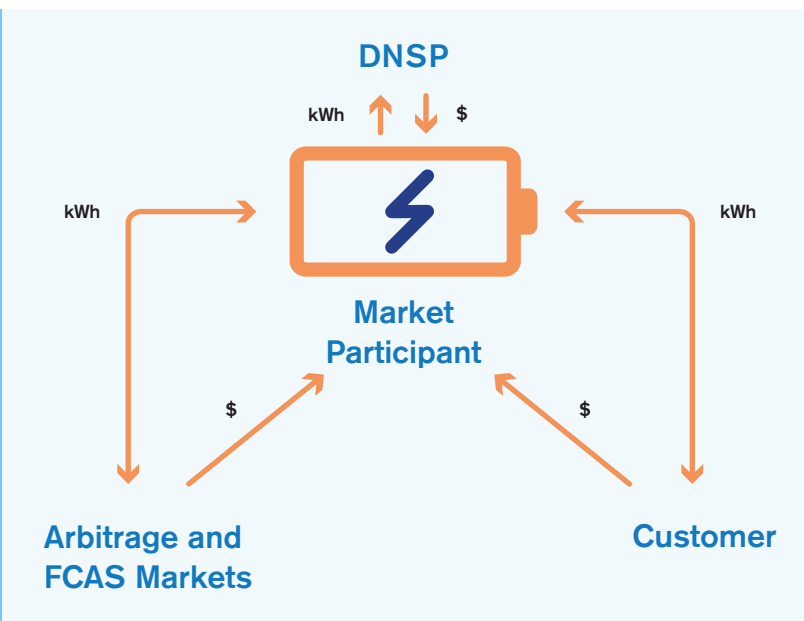 DNSP
kWh $
kWh
kWh
Market
Participant
$
$
Arbitrage and
FCAS Markets
Customer